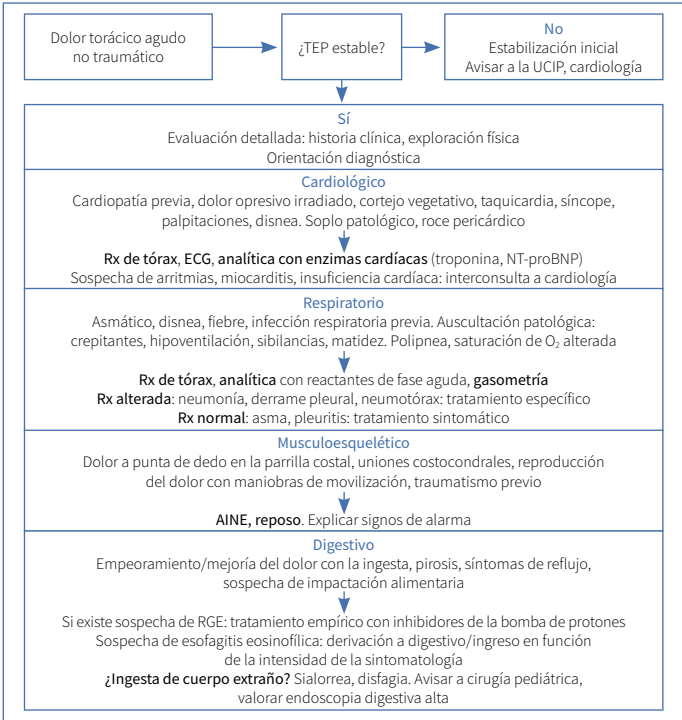 Dolor torácico agudo
no traumático
¿TEP estable?
No
Estabilización inicial
Avisar a la UCIP, cardiología
Sí
Evaluación detallada: historia clínica, exploración física
Orientación diagnóstica
Cardiológico
Cardiopatía previa, dolor opresivo irradiado, cortejo vegetativo, taquicardia, síncope,
palpitaciones, disnea. Soplo patológico, roce pericárdico
Rx de tórax, ECG, analítica con enzimas cardíacas (troponina, NT-proBNP)
Sospecha de arritmias, miocarditis, insuficiencia cardíaca: interconsulta a cardiología
Respiratorio
Asmático, disnea, fiebre, infección respiratoria previa. Auscultación patológica:
crepitantes, hipoventilación, sibilancias, matidez. Polipnea, saturación de O₂ alterada
Rx de tórax, analítica con reactantes de fase aguda, gasometría
Rx alterada: neumonía, derrame pleural, neumotórax: tratamiento específico
Rx normal: asma, pleuritis: tratamiento sintomático
Musculoesquelético
Dolor a punta de dedo en la parrilla costal, uniones costocondrales, reproducción
del dolor con maniobras de movilización, traumatismo previo
AINE, reposo. Explicar signos de alarma
Digestivo
Empeoramiento/mejoría del dolor con la ingesta, pirosis, síntomas de reflujo,
sospecha de impactación alimentaria
Si existe sospecha de RGE: tratamiento empírico con inhibidores de la bomba de protones
Sospecha de esofagitis eosinofílica: derivación a digestivo/ingreso en función
de la intensidad de la sintomatología
¿Ingesta de cuerpo extraño? Sialorrea, disfagia. Avisar a cirugía pediátrica,
valorar endoscopia digestiva alta